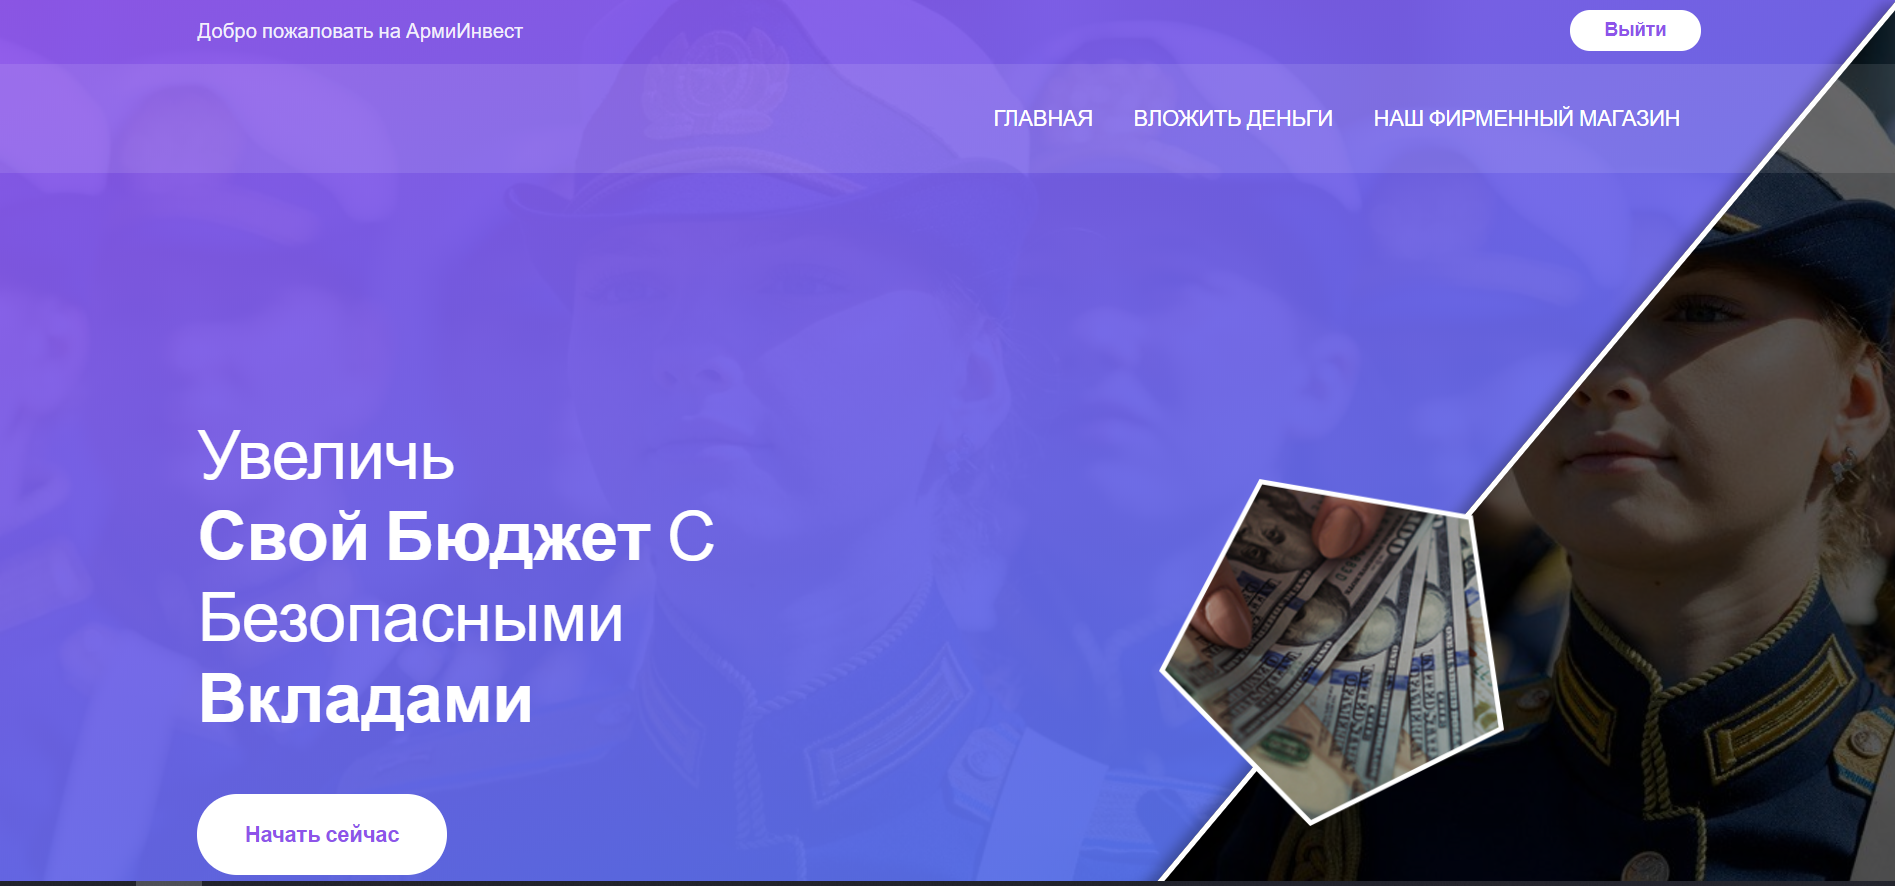 Добро пожаловать на АрмиИнвест
Выйти
ГЛАВНАЯ ВЛОЖИТЬ ДЕНЬГИ НАШ ФИРМЕННЫЙ МАГАЗИН
Увеличь
Свой Бюджет С
Безопасными
Вкладами
Начать сейчас